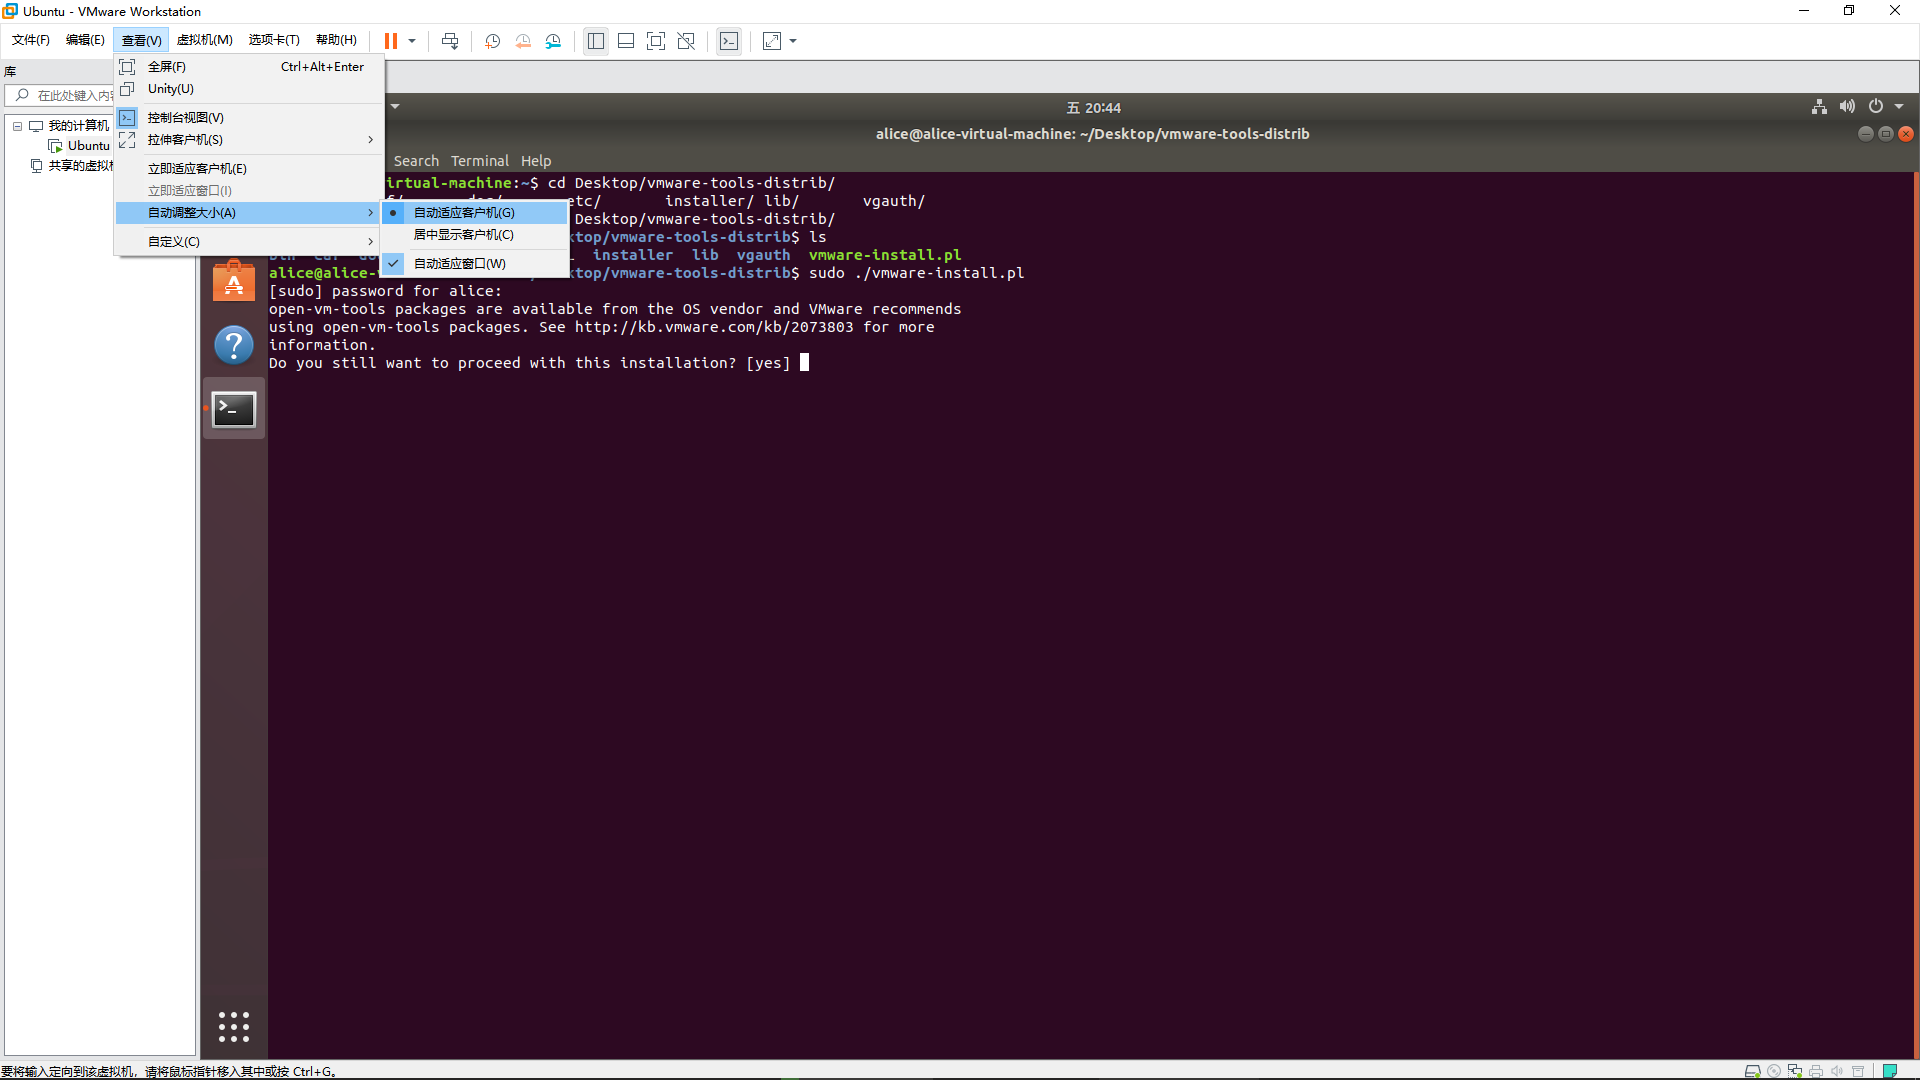 Ubuntu - VMware Workstation
文件(F) 编辑(E) 查看(V) 虚拟机(M) 选项卡(T) 帮助(H)
库
在此处键入内容
我的计算机
Ubuntu
共享的虚拟机
全屏(F) Ctrl+Alt+Enter
Unity(U)
控制台视图(V)
拉伸客户机(S)
立即适应客户机(E)
立即适应窗口(I)
自动调整大小(A)
自定义(C)
自动适应客户机(G)
居中显示客户机(C)
自动适应窗口(W)
五 20:44
alice@alice-virtual-machine: ~/Desktop/vmware-tools-distrib
Search Terminal Help
irtual-machine:~$ cd Desktop/vmware-tools-distrib/
etc/ installer/ lib/ vgauth/
Desktop/vmware-tools-distrib/
ktop/vmware-tools-distrib$ ls
installer lib vgauth vmware-install.pl
alice@alice- ktop/vmware-tools-distrib$ sudo ./vmware-install.pl
[sudo] password for alice:
open-vm-tools packages are available from the OS vendor and VMware recommends
using open-vm-tools packages. See http://kb.vmware.com/kb/2073803 for more
information.
Do you still want to proceed with this installation? [yes]
要将输入定向到该虚拟机，请将鼠标指针移入其中或按 Ctrl+G。